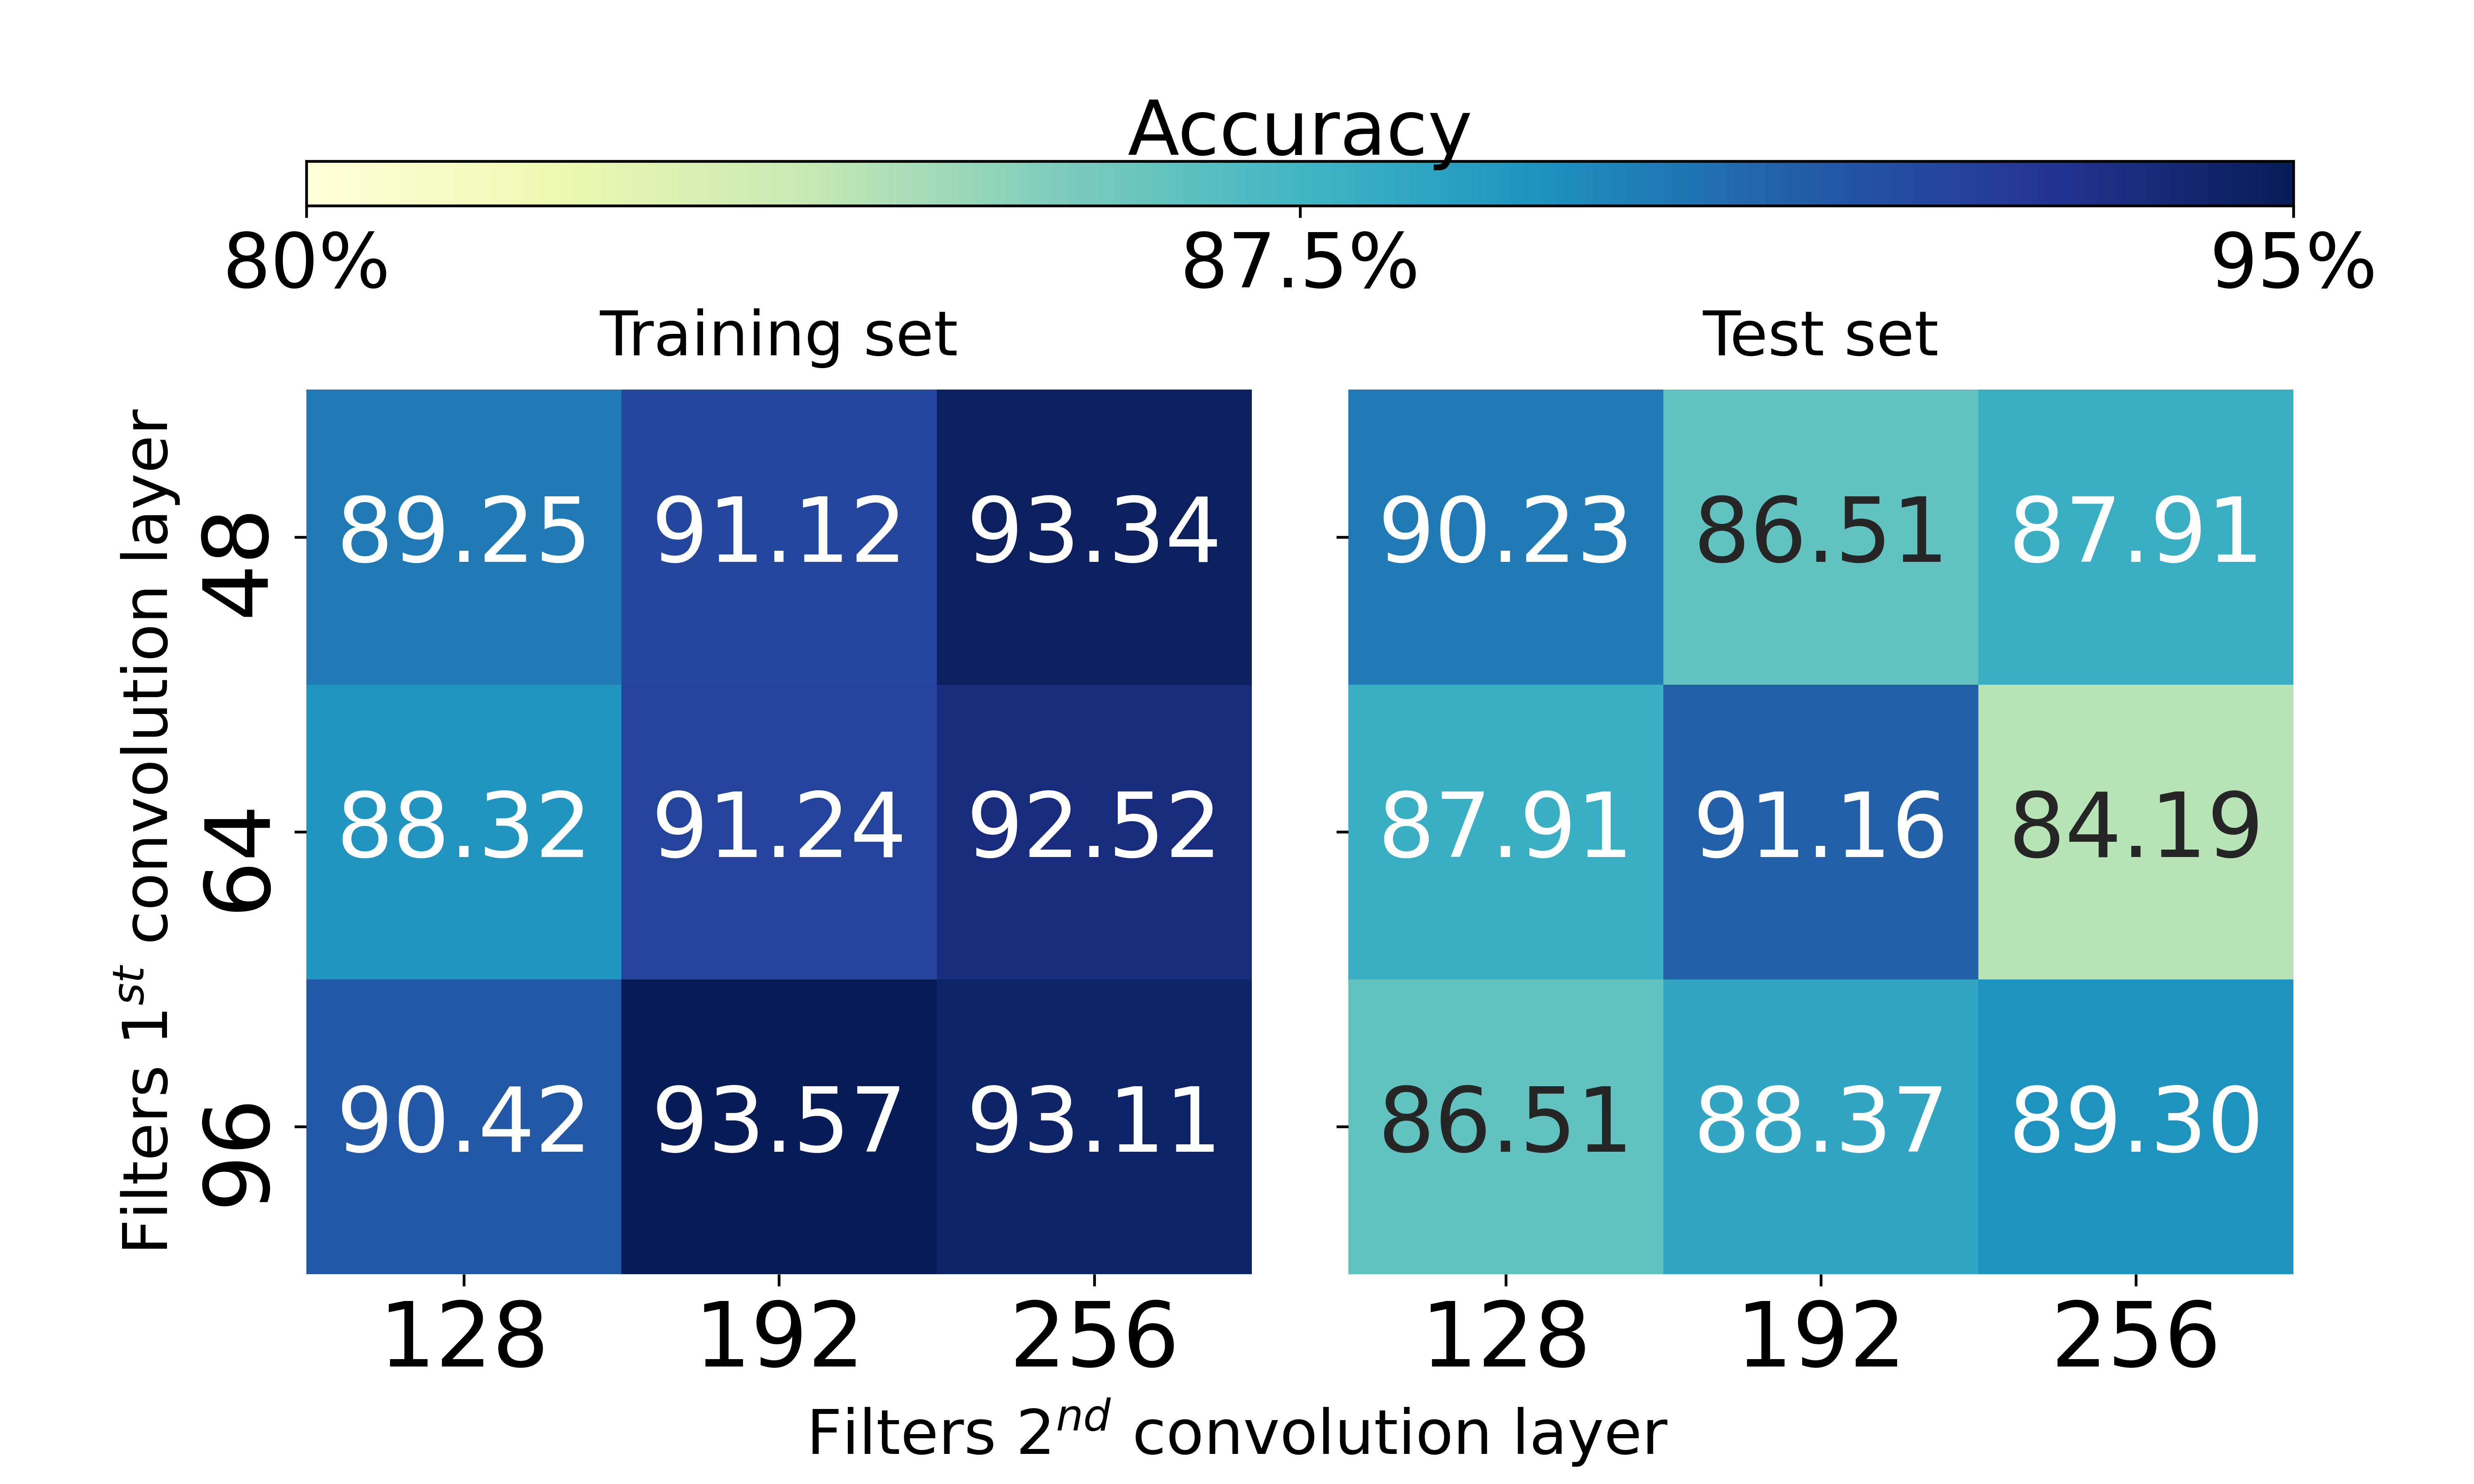 Accuracy
80% 87.5% 95%
Training set
Test set
Filters 1st convolution layer
48 89.25 91.12 93.34 90.23 86.51 87.91
64 88.32 91.24 92.52 87.91 91.16 84.19
96 90.42 93.57 93.11 86.51 88.37 89.30
128 192 256 128 192 256
Filters 2nd convolution layer